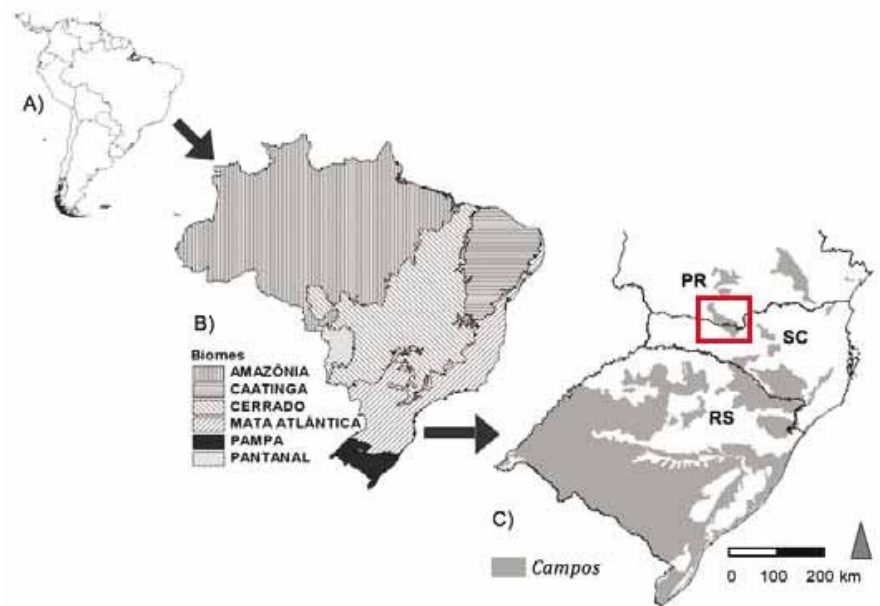 A)
B)
Biomes
AMAZÔNIA
CAATINGA
CERRADO
MATA ATLÂNTICA
PAMPA
PANTANAL
PR
SC
RS
C)
Campos
0 100 200 km